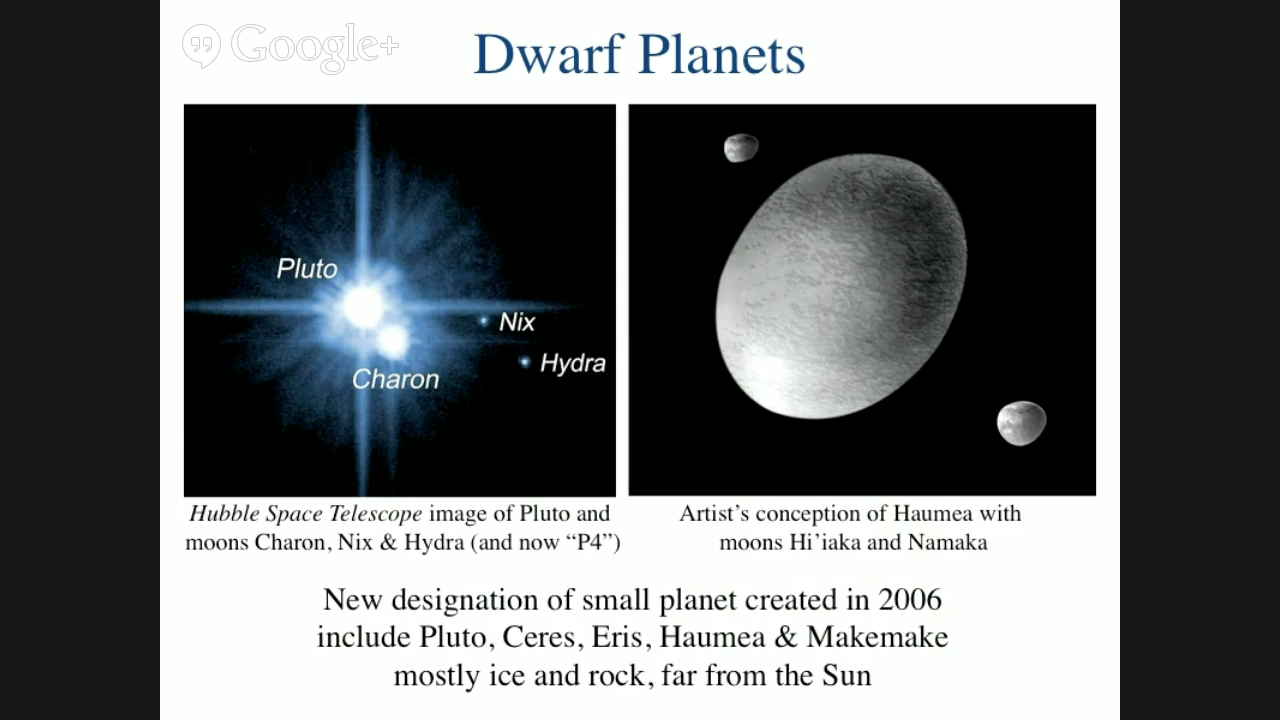 Google+
Dwarf Planets
Pluto
Nix
Hydra
Charon
Hubble Space Telescope image of Pluto and
moons Charon, Nix & Hydra (and now “P4”)
Artist’s conception of Haumea with
moons Hi’iaka and Namaka
New designation of small planet created in 2006
include Pluto, Ceres, Eris, Haumea & Makemake
mostly ice and rock, far from the Sun